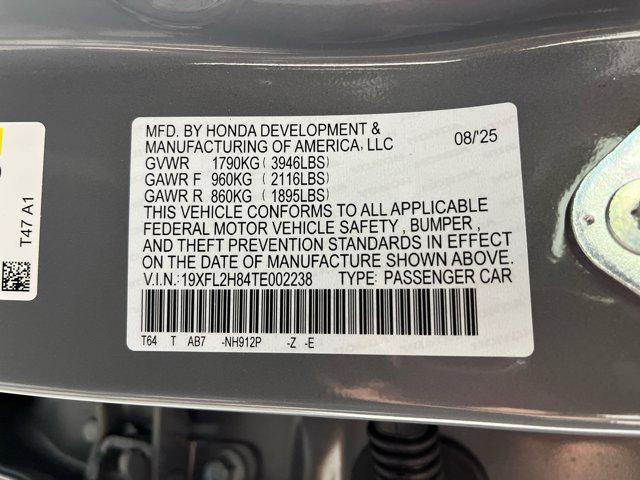 MFD. BY HONDA DEVELOPMENT &
MANUFACTURING OF AMERICA, LLC 08/'25
GVWR 1790KG ( 3946LBS)
GAWR F 960KG ( 2116LBS)
GAWR R 860KG ( 1895LBS)
THIS VEHICLE CONFORMS TO ALL APPLICABLE
FEDERAL MOTOR VEHICLE SAFETY , BUMPER ,
AND THEFT PREVENTION STANDARDS IN EFFECT
ON THE DATE OF MANUFACTURE SHOWN ABOVE.
V.I.N.: 19XFL2H84TE002238 TYPE: PASSENGER CAR
T64 T AB7 -NH912P -Z -E
T47 A1